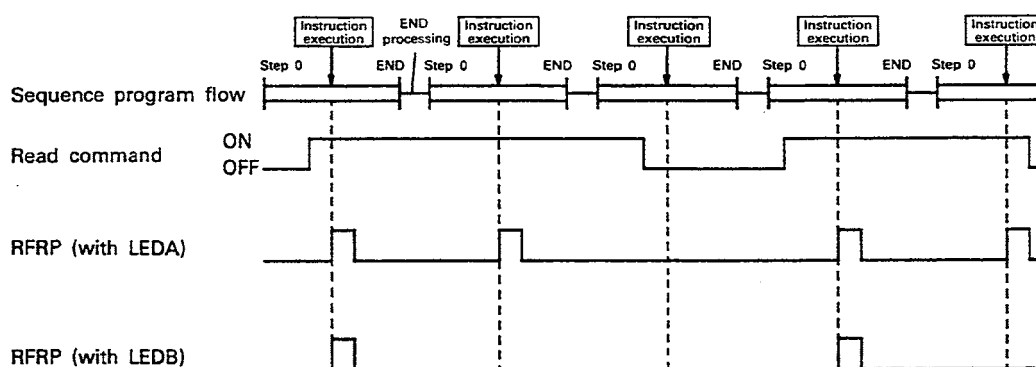 Instruction execution
END processing
Instruction execution
Instruction execution
Instruction execution
Instruction execution
Step 0 END Step 0 END Step 0 END Step 0 END Step 0
Sequence program flow
Read command ON
OFF
RFRP (with LEDA)
RFRP (with LEDB)